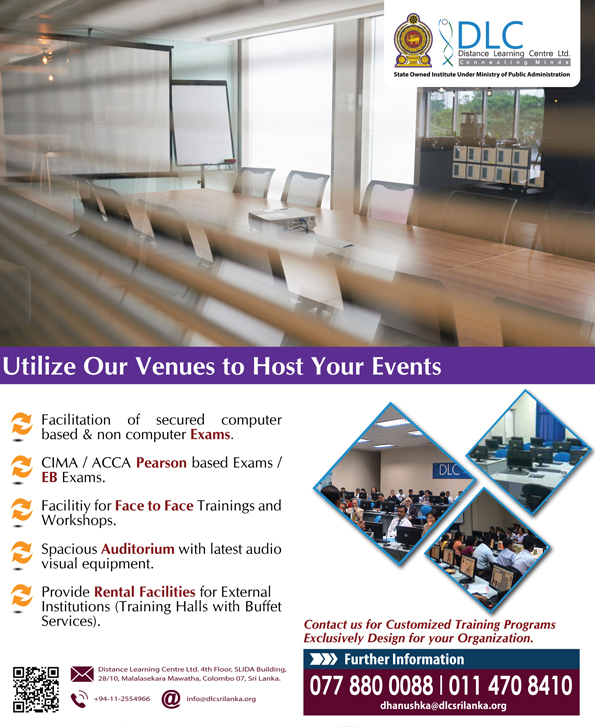 DLC
Distance Learning Centre Ltd.
Connecting Minds
State Owned Institute Under Ministry of Public Administration
Utilize Our Venues to Host Your Events
Facilitation of secured computer
based & non computer Exams.
CIMA / ACCA Pearson based Exams /
EB Exams.
Facilitiy for Face to Face Trainings and
Workshops.
Spacious Auditorium with latest audio
visual equipment.
Provide Rental Facilities for External
Institutions (Training Halls with Buffet
Services).
DLC
Contact us for Customized Training Programs
Exclusively Design for your Organization.
Further Information
077 880 0088 | 011 470 8410
dhanushka@dlcsrilanka.org
Distance Learning Centre Ltd. 4th Floor, SLIDA Building,
28/10, Malalasekara Mawatha, Colombo 07, Sri Lanka.
+94-11-2554966
info@dlcsrilanka.org